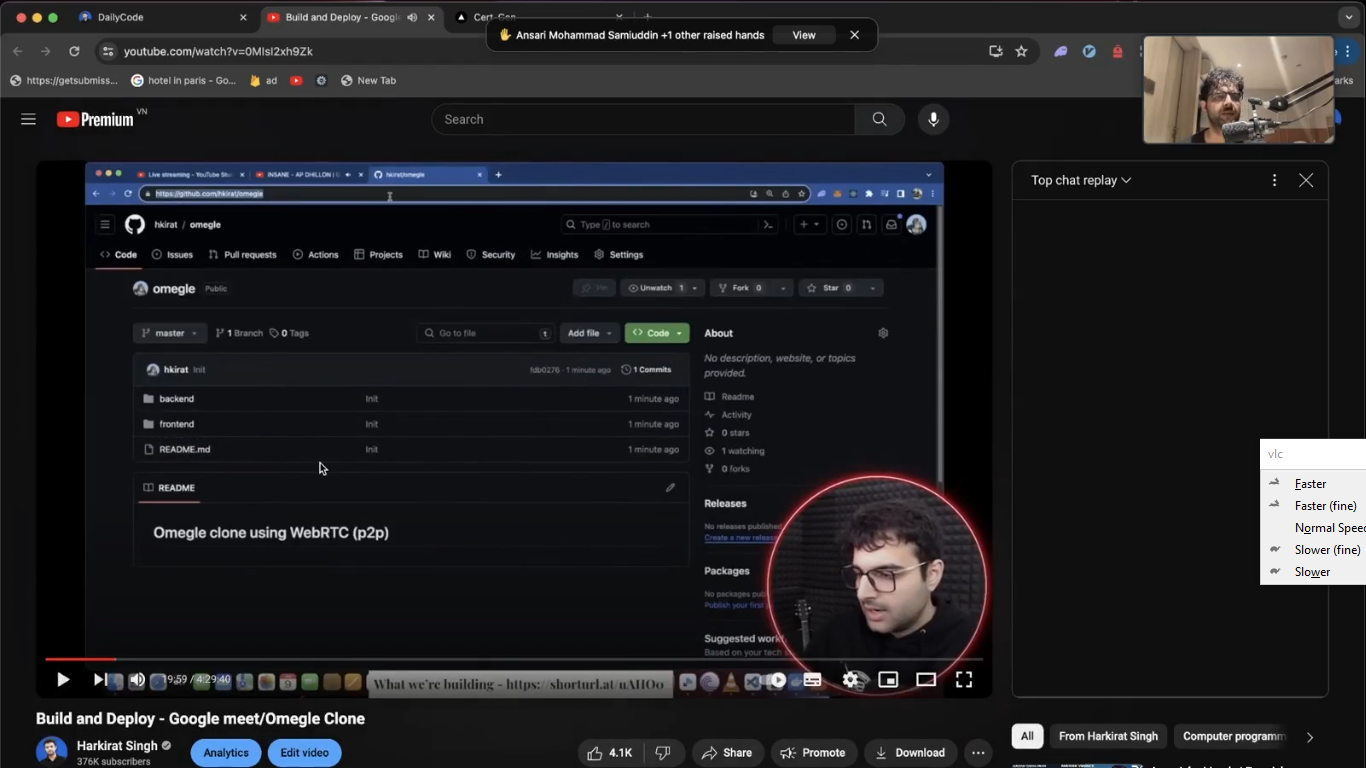 DailyCode
Build and Deploy - Google
Cert-Gen
Ansari Mohammad Samiuddin +1 other raised hands
View
youtube.com/watch?v=0MIsI2xh9Zk
https://getsubmiss...
hotel in paris - Go...
ad
New Tab
Premium
VN
Search
Top chat replay
Live streaming - YouTube Stu
INSANE - AP DHILLON | G
hkirat/omegle
https://github.com/hkirat/omegle
hkirat / omegle
Type / to search
Code
Issues
Pull requests
Actions
Projects
Wiki
Security
Insights
Settings
omegle
Public
Pin
Unwatch 1
Fork 0
Star 0
master
1 Branch
0 Tags
Go to file
t
Add file
Code
About
No description, website, or topics
provided.
hkirat Init
fdb0276 · 1 minute ago
1 Commits
backend Init 1 minute ago
frontend Init 1 minute ago
README.md Init 1 minute ago
Readme
Activity
0 stars
1 watching
0 forks
README
Omegle clone using WebRTC (p2p)
Releases
No releases published
Create a new release
Packages
No packages
Publish your first
Suggested work
Based on your tech
vlc
Faster
Faster (fine)
Normal Speed
Slower (fine)
Slower
19:59 / 4:29:40
What we're building - https://shorturl.at/uAHO0
Build and Deploy - Google meet/Omegle Clone
Harkirat Singh
376K subscribers
Analytics
Edit video
4.1K
Share
Promote
Download
All
From Harkirat Singh
Computer programm